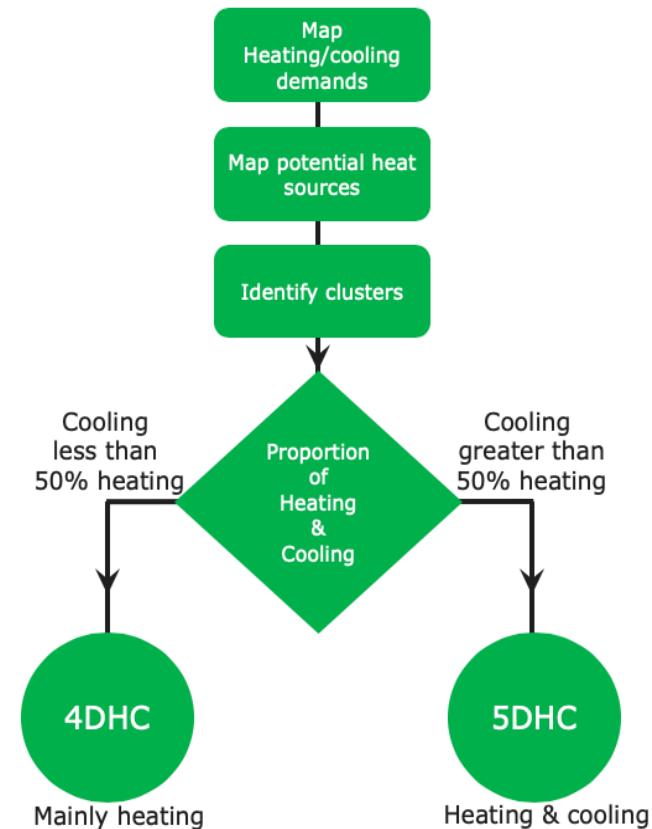 Map
Heating/cooling
demands
Map potential heat
sources
Identify clusters
Cooling
less than
50% heating
Proportion
of
Heating
&
Cooling
Cooling
greater than
50% heating
4DHC
Mainly heating
5DHC
Heating & cooling